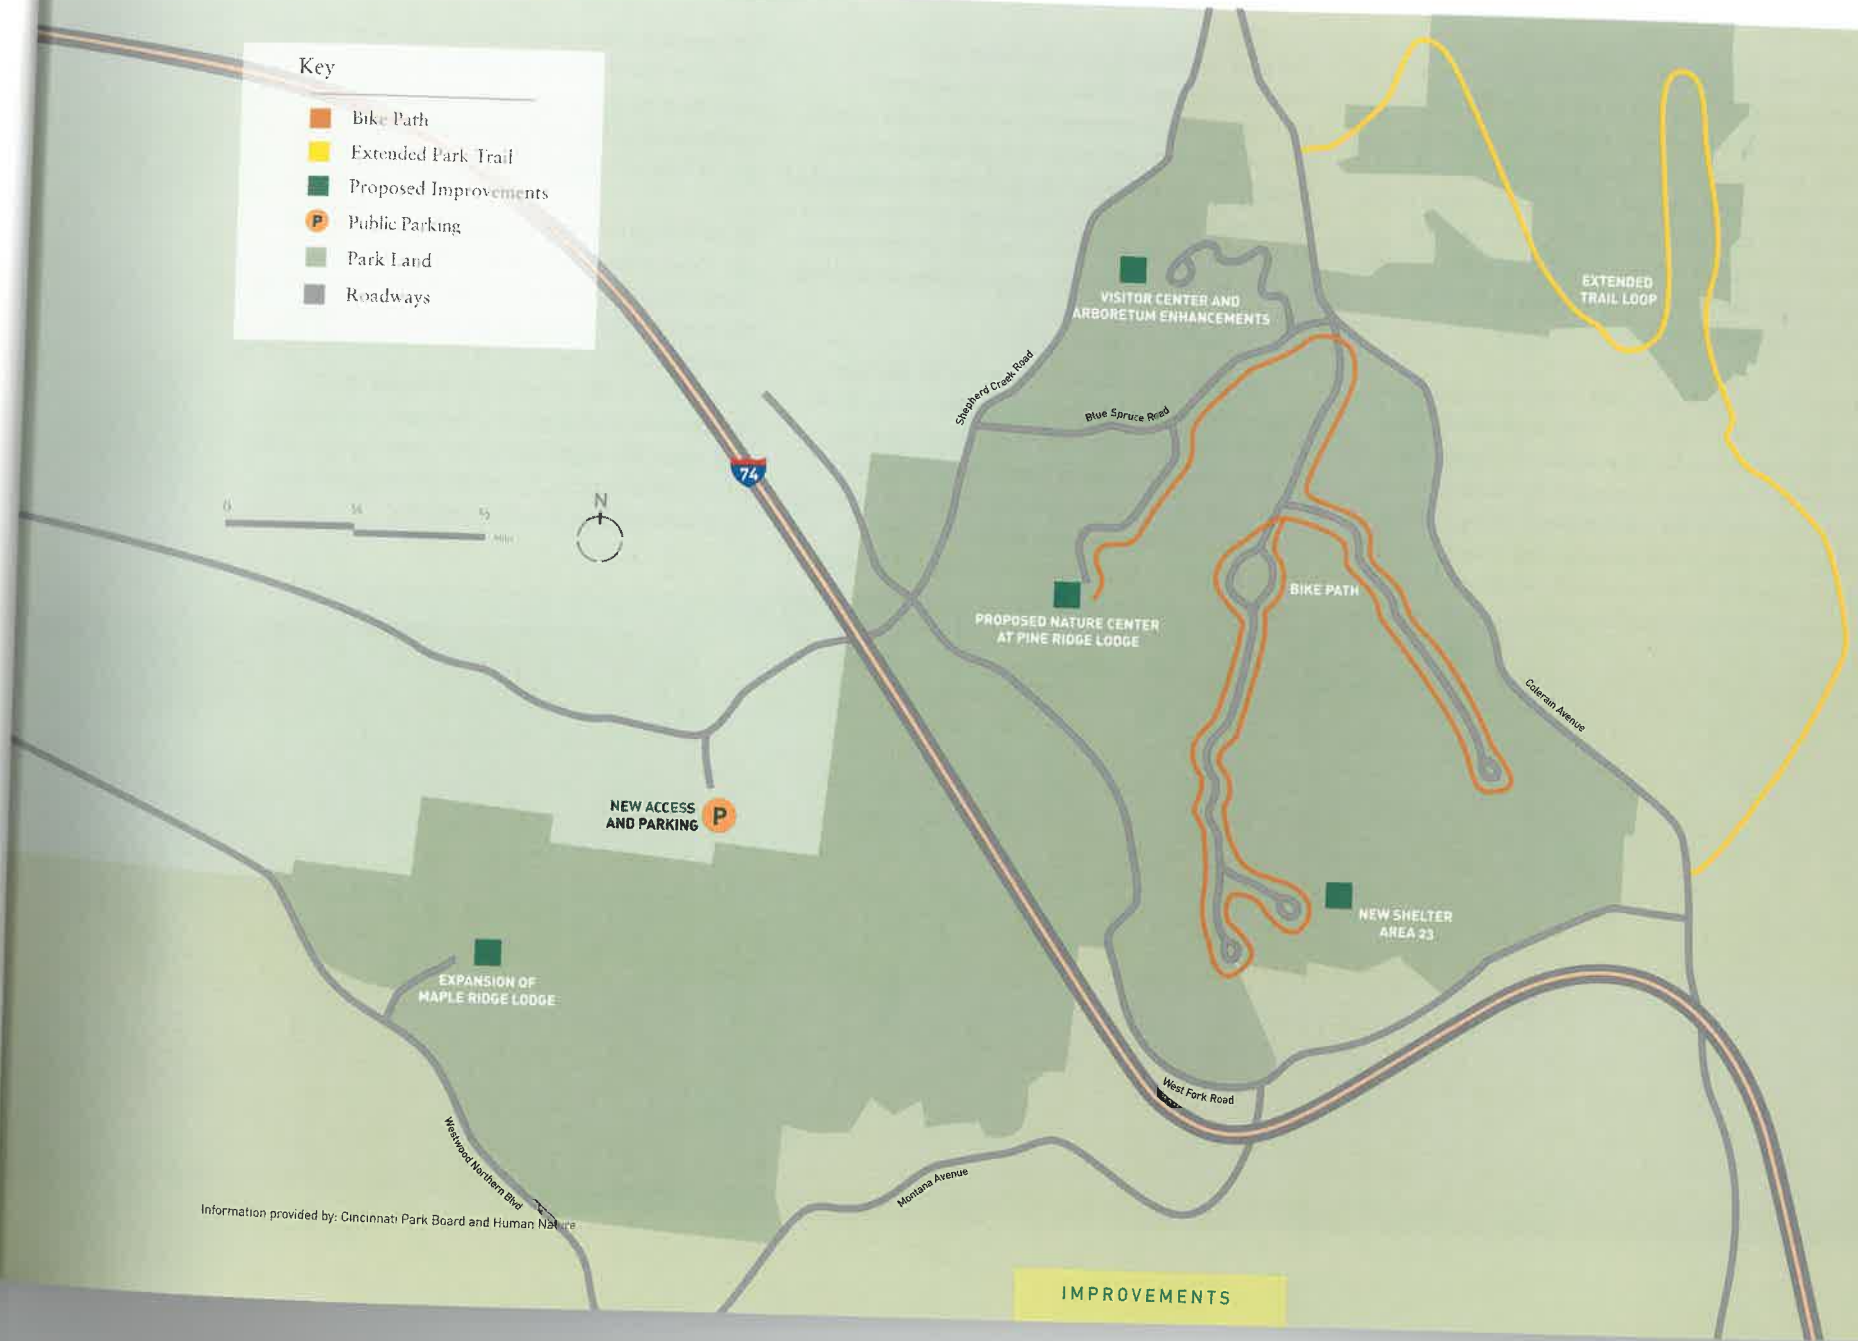 Key
Bike Path
Extended Park Trail
Proposed Improvements
P Public Parking
Park Land
Roadways
EXTENDED
TRAIL LOOP
VISITOR CENTER AND
ARBORETUM ENHANCEMENTS
Shepherd Creek Road
Blue Spruce Road
74
0
Miles
N
BIKE PATH
PROPOSED NATURE CENTER
AT PINE RIDGE LODGE
Colerain Avenue
NEW ACCESS
AND PARKING
P
NEW SHELTER
AREA 23
EXPANSION OF
MAPLE RIDGE LODGE
West Fork Road
Westwood Northern Blvd
Montana Avenue
Information provided by: Cincinnati Park Board and Human Nature
IMPROVEMENTS